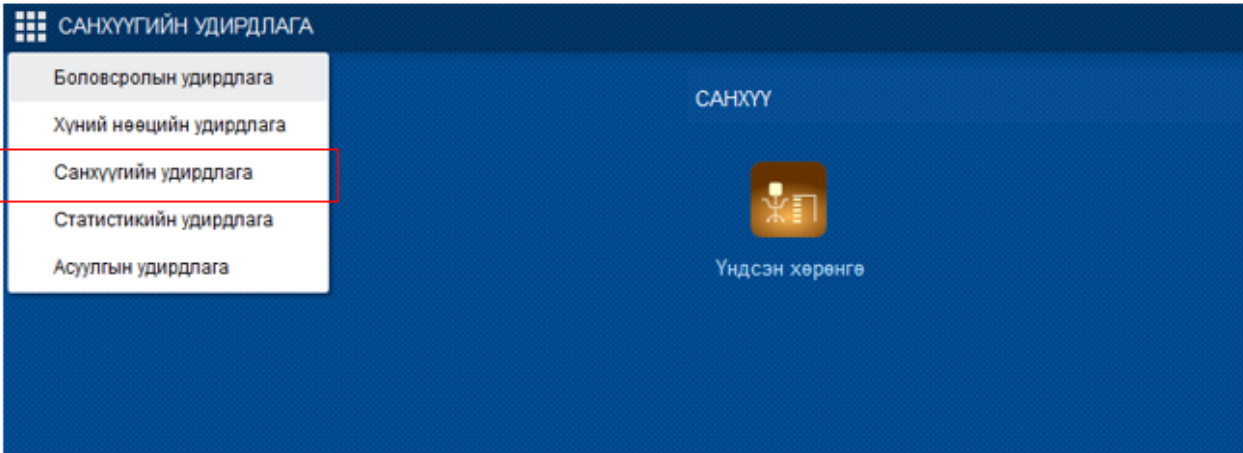 САНХҮҮГИЙН УДИРДЛАГА
Боловсролын удирдлага
Хүний нөөцийн удирдлага
Санхүүгийн удирдлага
Статистикийн удирдлага
Асуулгын удирдлага
САНХҮҮ
Үндсэн хөрөнгө